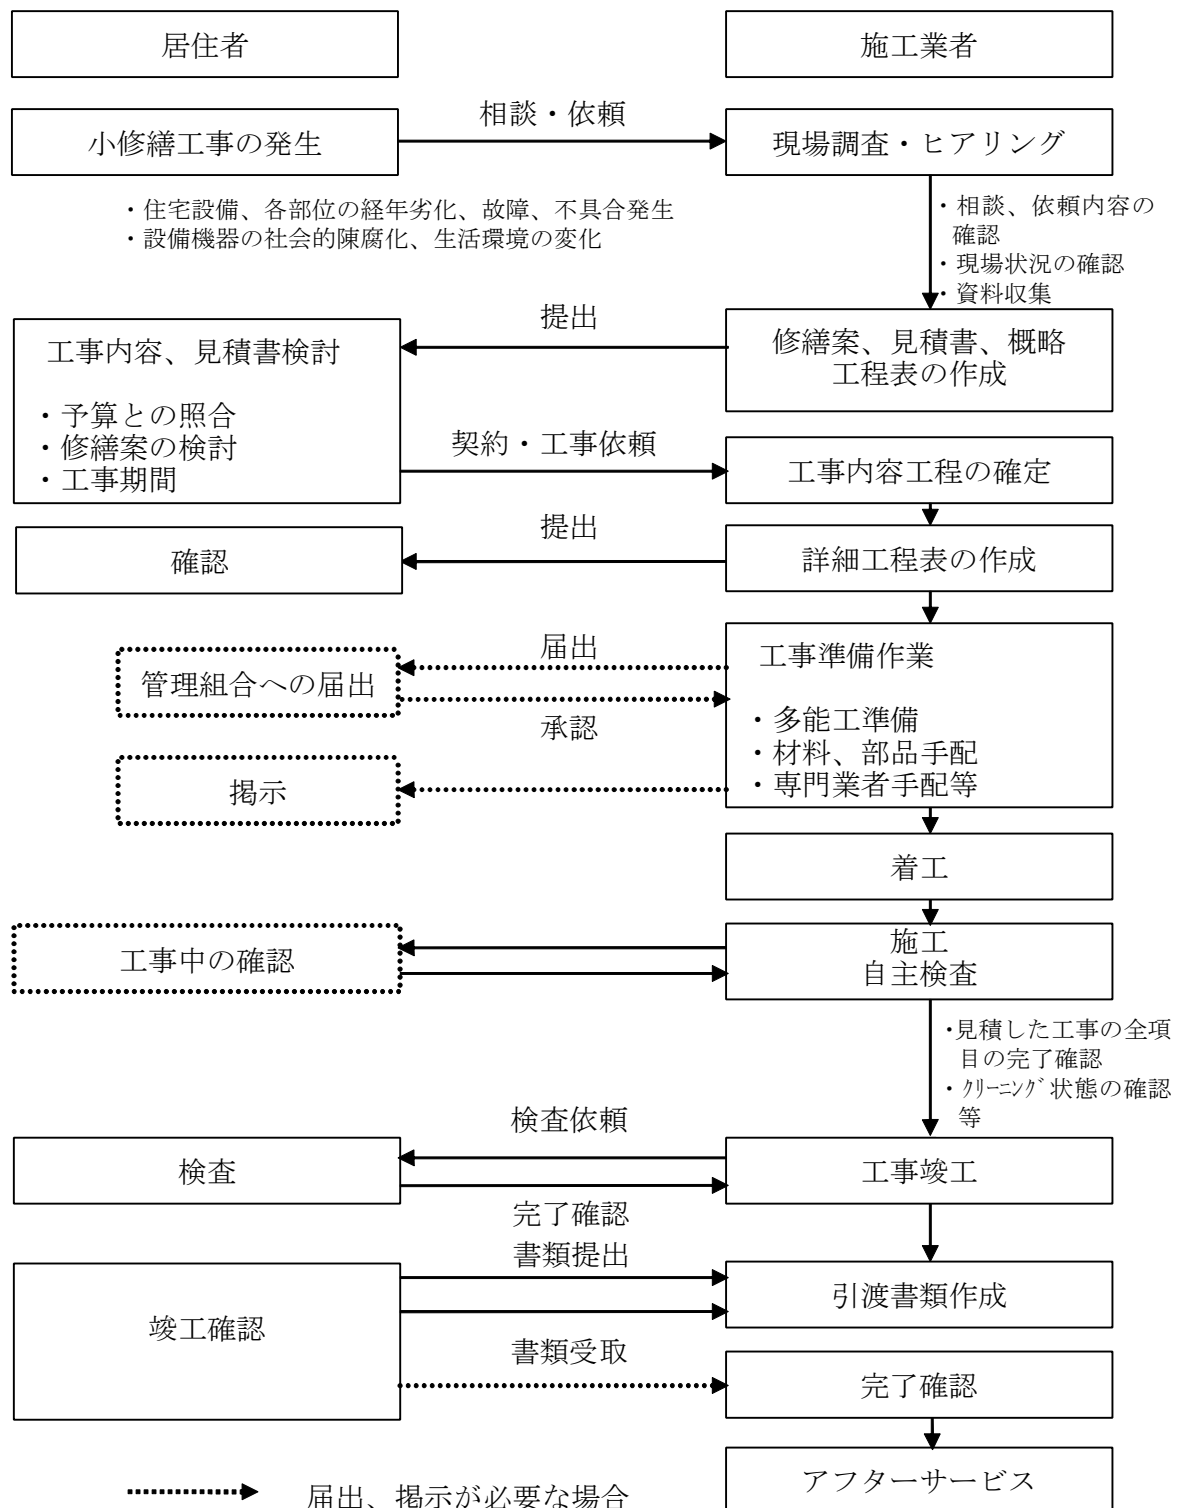 居住者
施工業者
小修繕工事の発生
相談・依頼
現場調査・ヒアリング
・住宅設備、各部位の経年劣化、故障、不具合発生
・設備機器の社会的陳腐化、生活環境の変化
・相談、依頼内容の
確認
・現場状況の確認
・資料収集
提出
工事内容、見積書検討
・予算との照合
・修繕案の検討
・工事期間
修繕案、見積書、概略
工程表の作成
契約・工事依頼
工事内容工程の確定
提出
確認
詳細工程表の作成
届出
管理組合への届出
承認
工事準備作業
・多能工準備
・材料、部品手配
・専門業者手配等
掲示
着工
工事中の確認
施工
自主検査
・見積した工事の全項
目の完了確認
・ｸﾘｰﾆﾝｸﾞ状態の確認
等
検査依頼
検査
工事竣工
完了確認
書類提出
竣工確認
引渡書類作成
書類受取
完了確認
アフターサービス
届出、掲示が必要な場合